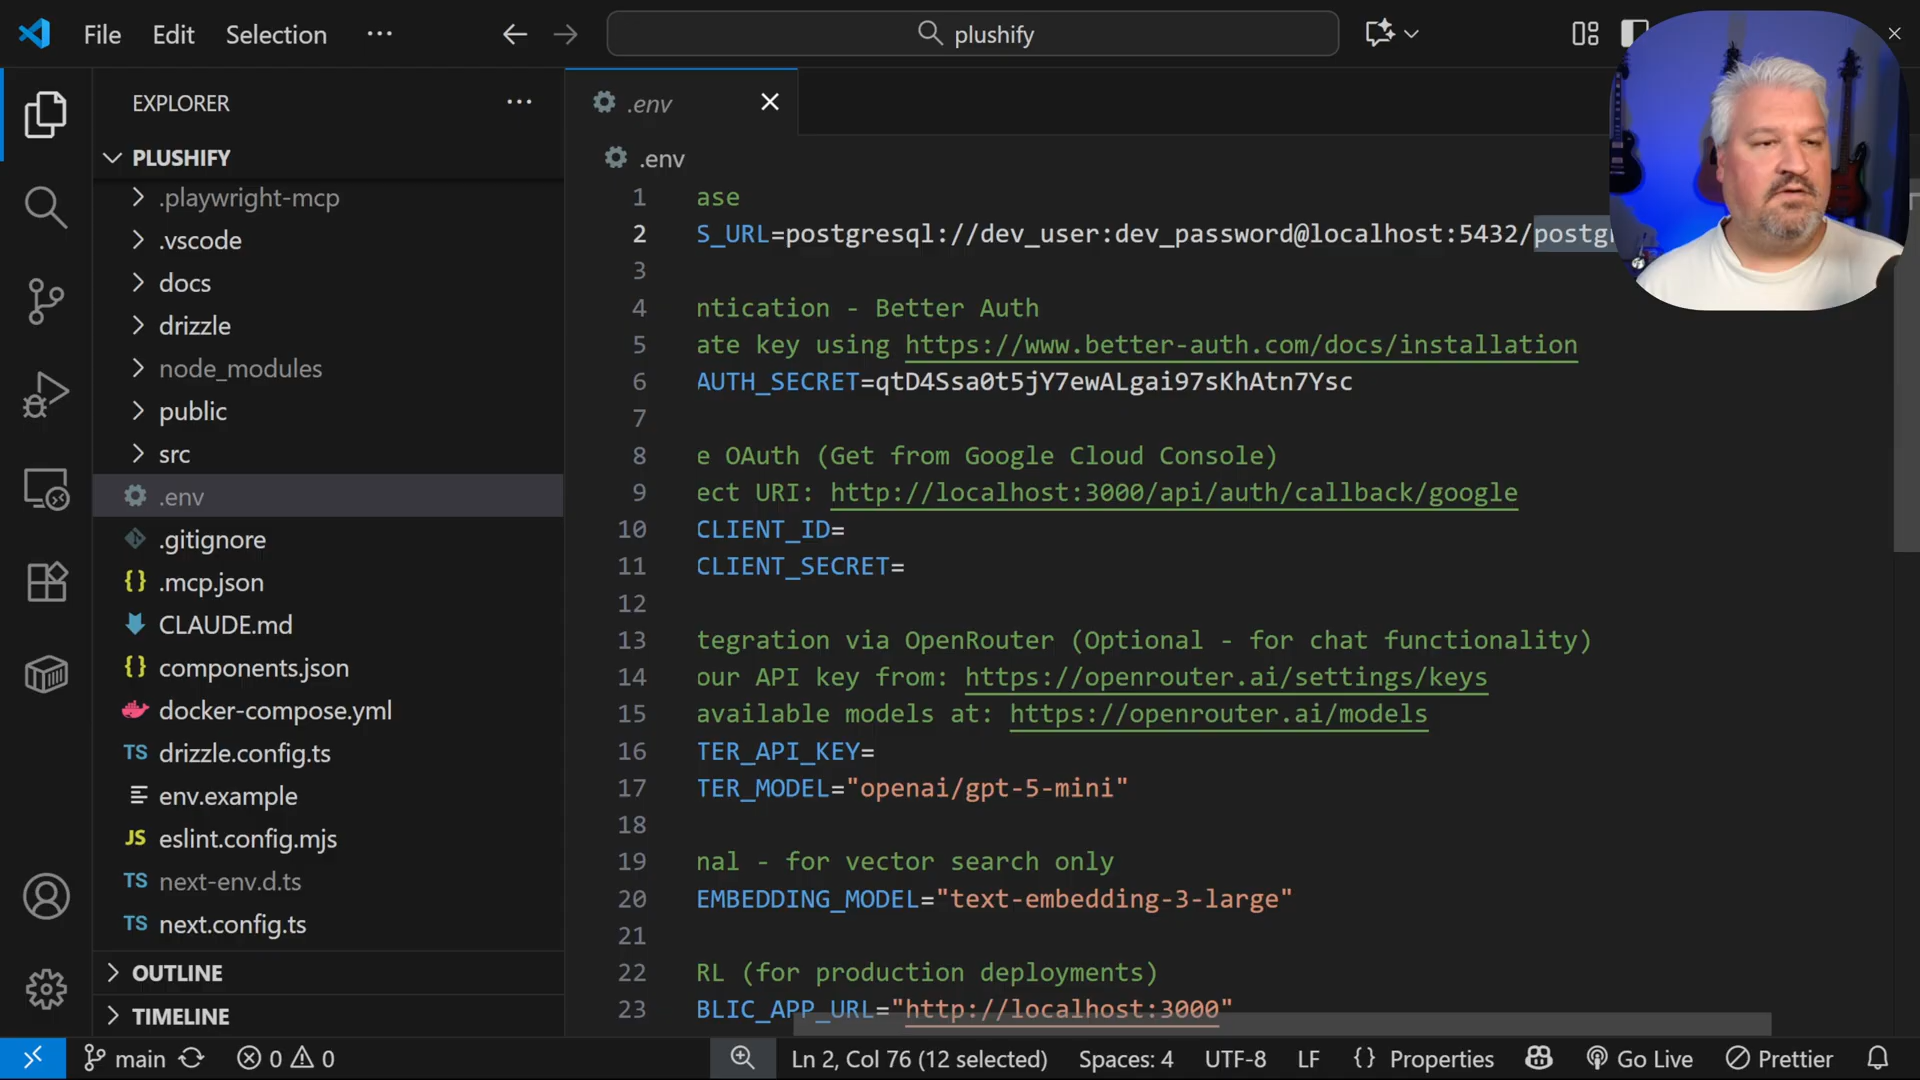 File Edit Selection ··· plushify
EXPLORER
PLUSHIFY
.playwright-mcp
.vscode
docs
drizzle
node_modules
public
src
.env
.gitignore
.mcp.json
CLAUDE.md
components.json
docker-compose.yml
TS drizzle.config.ts
env.example
JS eslint.config.mjs
TS next-env.d.ts
TS next.config.ts
OUTLINE
TIMELINE
.env
.env
1 ase
2 S_URL=postgresql://dev_user:dev_password@localhost:5432/postgr
3
4 ntication - Better Auth
5 ate key using https://www.better-auth.com/docs/installation
6 AUTH_SECRET=qtD4Ssa0t5jY7ewALgai97sKhAtn7Ysc
7
8 e OAuth (Get from Google Cloud Console)
9 ect URI: http://localhost:3000/api/auth/callback/google
10 CLIENT_ID=
11 CLIENT_SECRET=
12
13 tegration via OpenRouter (Optional - for chat functionality)
14 our API key from: https://openrouter.ai/settings/keys
15 available models at: https://openrouter.ai/models
16 TER_API_KEY=
17 TER_MODEL="openai/gpt-5-mini"
18
19 nal - for vector search only
20 EMBEDDING_MODEL="text-embedding-3-large"
21
22 RL (for production deployments)
23 BLIC_APP_URL="http://localhost:3000"
main 0 0 Ln 2, Col 76 (12 selected) Spaces: 4 UTF-8 LF {} Properties Go Live Prettier